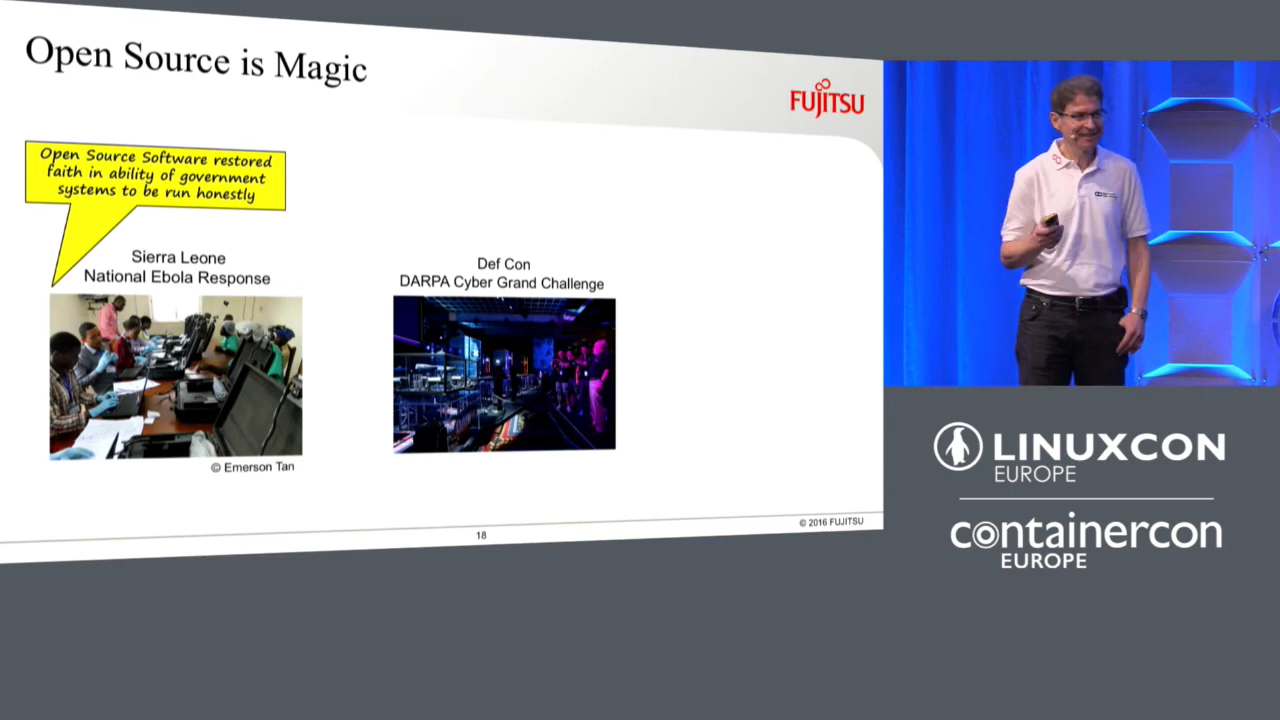 Open Source is Magic
FUJITSU
Open Source Software restored
faith in ability of government
systems to be run honestly
Sierra Leone
National Ebola Response
Def Con
DARPA Cyber Grand Challenge
© Emerson Tan
18
© 2016 FUJITSU
LINUXCON
EUROPE
containercon
EUROPE